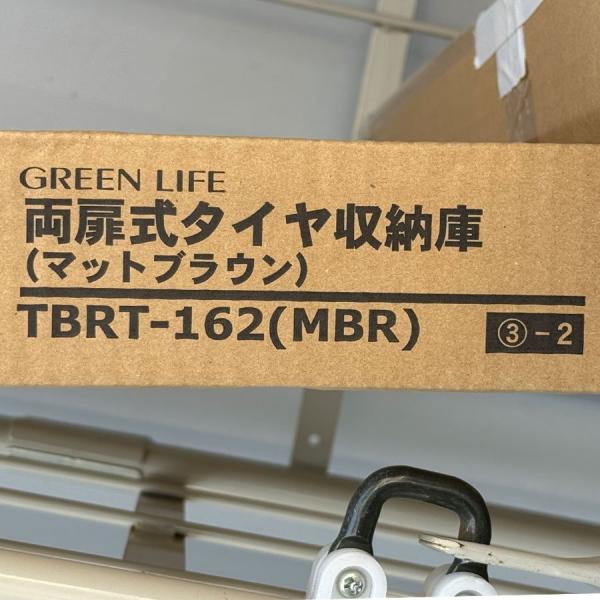 GREEN LIFE
両扉式タイヤ収納庫
(マットブラウン)
TBRT-162(MBR)
③-2